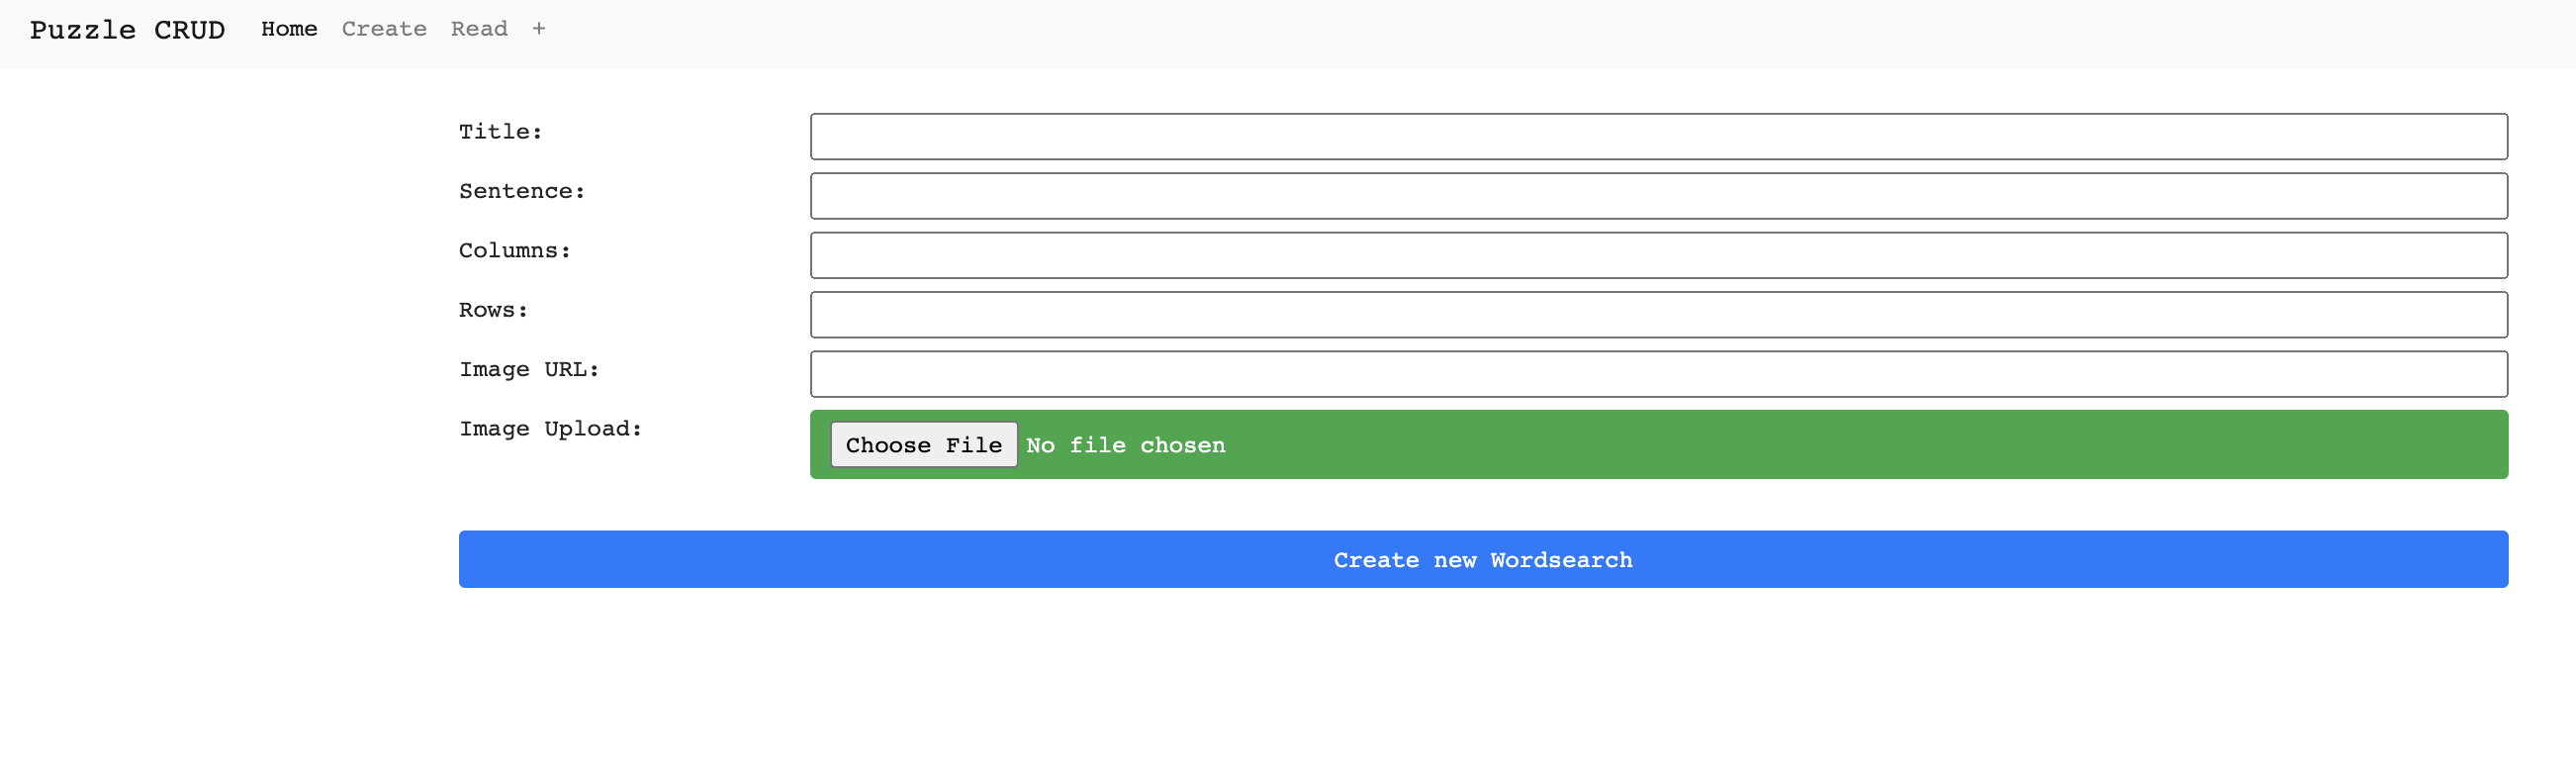 Puzzle CRUD Home Create Read +
Title:
Sentence:
Columns:
Rows:
Image URL:
Image Upload: Choose File No file chosen
Create new Wordsearch